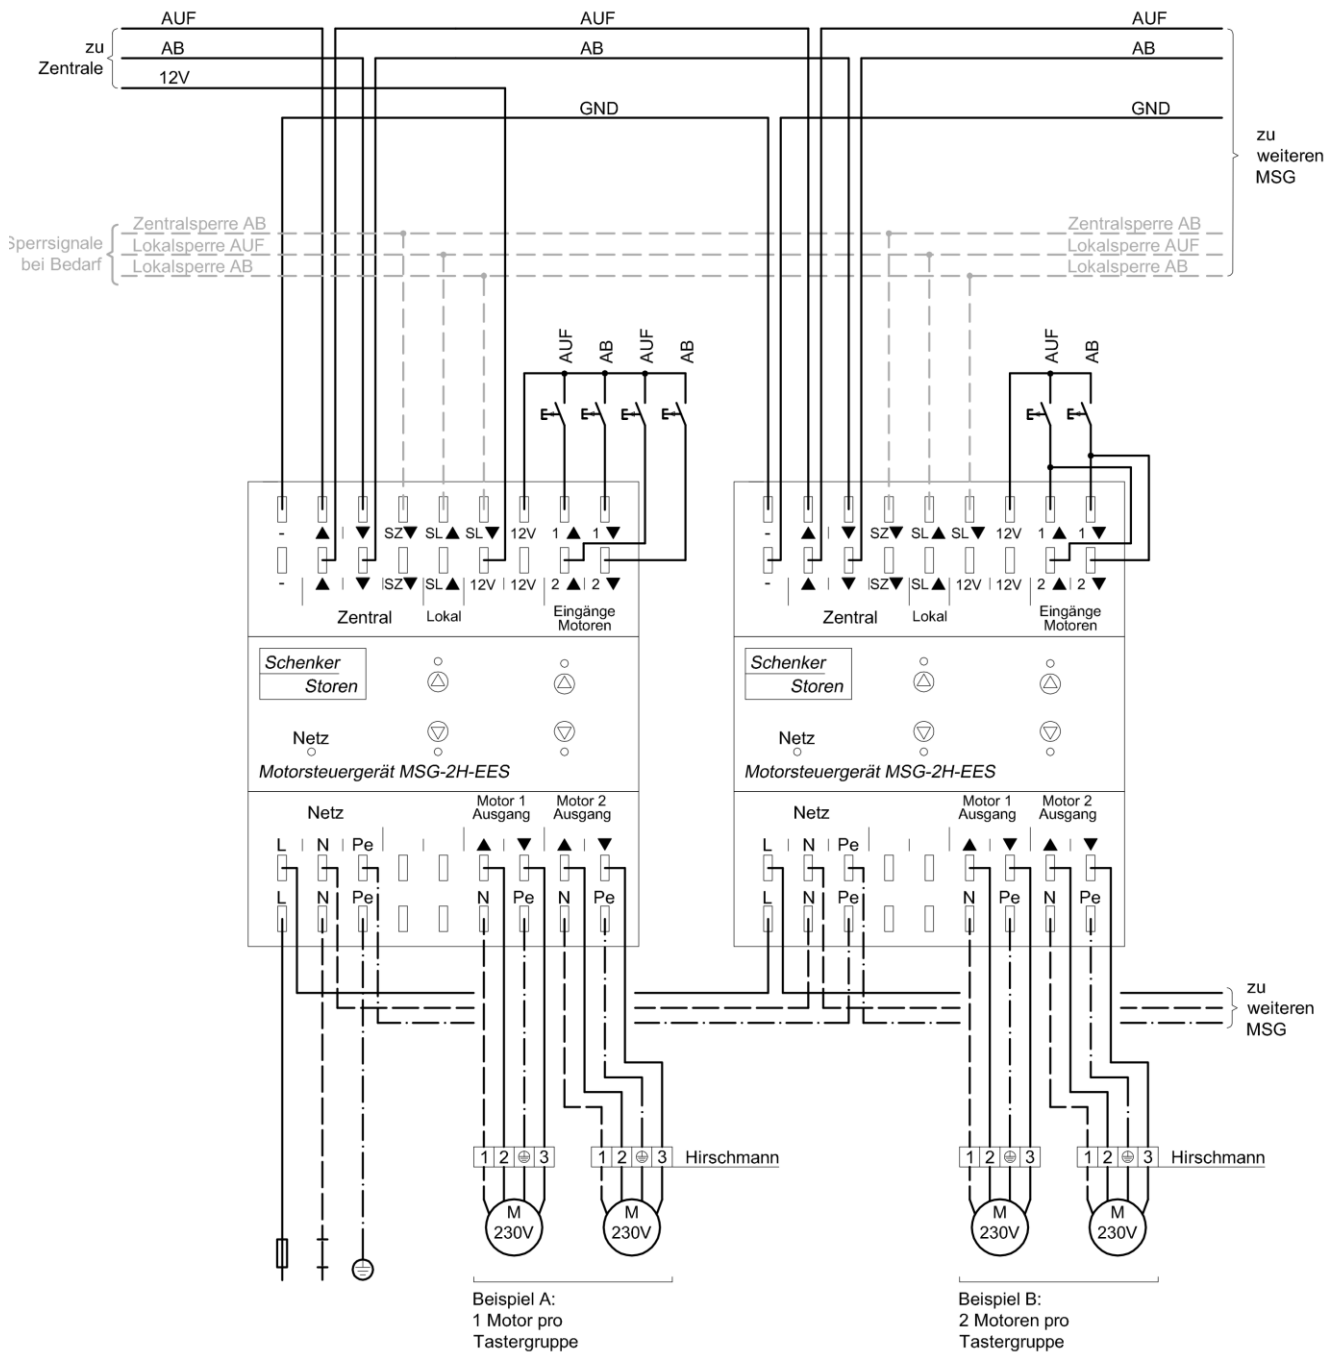 AUF AUF AUF
zu
Zentrale
AB AB AB
12V
GND GND
zu
weiteren
MSG
Sperrsignale
bei Bedarf
Zentralsperre AB Zentralsperre AB
Lokalsperre AUF Lokalsperre AUF
Lokalsperre AB Lokalsperre AB
AUF AB AUF AB AUF AB
- ▲ ▼ SZ▼ SL▲ SL▼ 12V 1▲ 1▼
- ▲ ▼ SZ▼ SL▲ 12V 12V 2▲ 2▼
Zentral Lokal Eingänge
Motoren
- ▲ ▼ SZ▼ SL▲ SL▼ 12V 1▲ 1▼
- ▲ ▼ SZ▼ SL▲ 12V 12V 2▲ 2▼
Zentral Lokal Eingänge
Motoren
Schenker
Storen
Netz
Motorsteuergerät MSG-2H-EES
Schenker
Storen
Netz
Motorsteuergerät MSG-2H-EES
Netz
Motor 1
Ausgang
Motor 2
Ausgang
L N Pe ▲ ▼ ▲ ▼
L N Pe N Pe N Pe
Netz
Motor 1
Ausgang
Motor 2
Ausgang
L N Pe ▲ ▼ ▲ ▼
L N Pe N Pe N Pe
zu
weiteren
MSG
1 2 3 1 2 3 Hirschmann
1 2 3 1 2 3 Hirschmann
M
230V
M
230V
M
230V
M
230V
Beispiel A:
1 Motor pro
Tastergruppe
Beispiel B:
2 Motoren pro
Tastergruppe